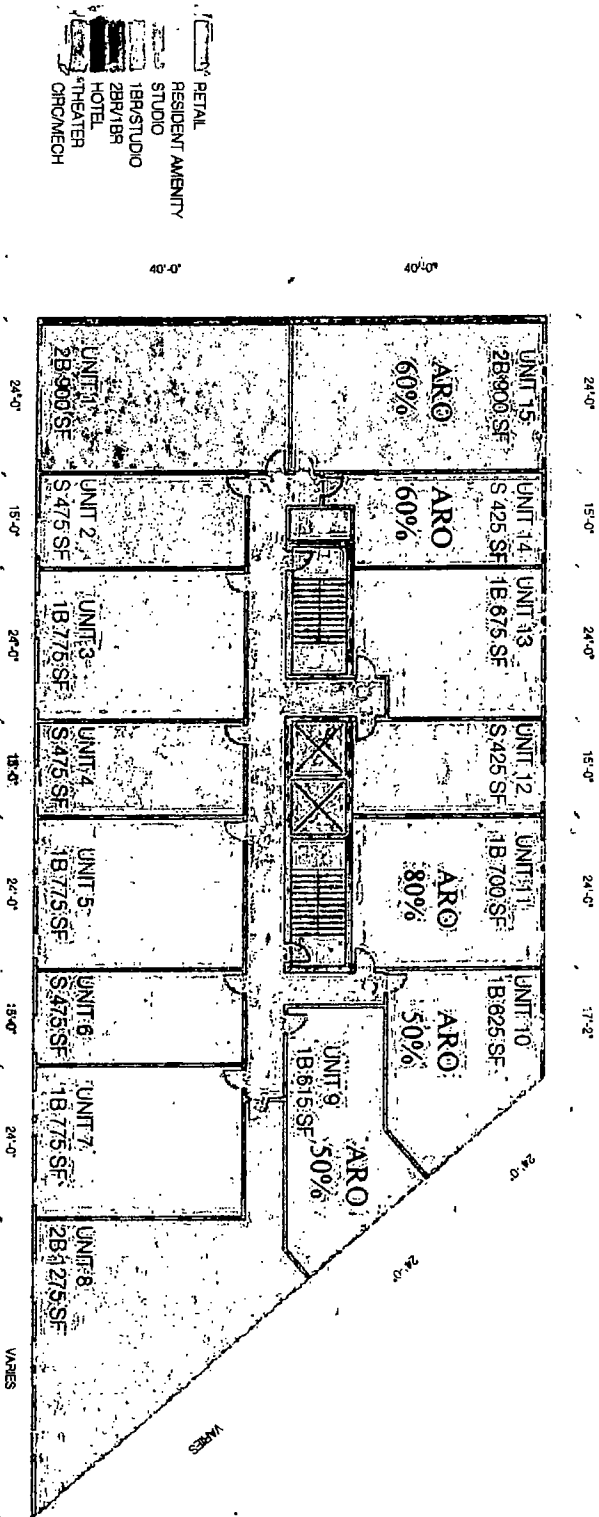 24'-0"
15'-0"
24'-0"
15'-0"
24'-0"
17'-2"
24'-0"
24'-0"
VARIES
40'-0"
40'-0"
UNIT 15
2B 900 SF
ARO
60%
UNIT 14
S 425 SF
ARO
60%
UNIT 13
1B 675 SF
UNIT 12
S 425 SF
UNIT 11
1B 700 SF
ARO
80%
UNIT 10
1B 625 SF
ARO
50%
UNIT 9
1B 615 SF
ARO
50%
UNIT 1
2B 900 SF
UNIT 2
S 475 SF
UNIT 3
1B 775 SF
UNIT 4
S 475 SF
UNIT 5
1B 775 SF
UNIT 6
S 475 SF
UNIT 7
1B 775 SF
UNIT 8
2B 1275 SF
24'-0"
15'-0"
24'-0"
24'-0"
15'-0"
24'-0"
VARIES
RETAIL
RESIDENT AMENITY
STUDIO
1BR/STUDIO
2BR/1BR
HOTEL
THEATER
CIRC/MECH